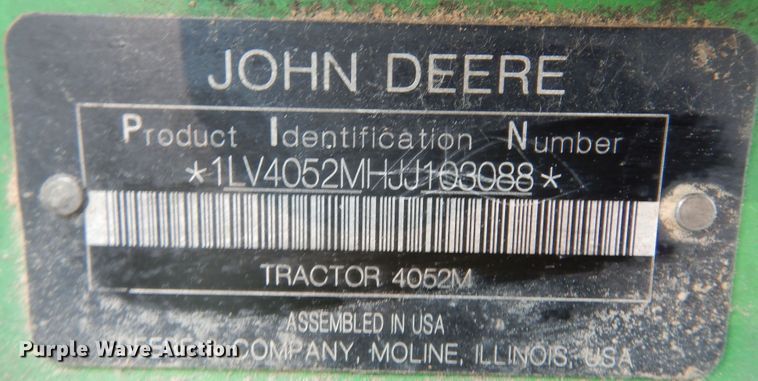 JOHN DEERE
Product Identification Number
*1LV4052MHJJ103088*
TRACTOR 4052M
ASSEMBLED IN USA
COMPANY, MOLINE, ILLINOIS, USA
Purple Wave Auction